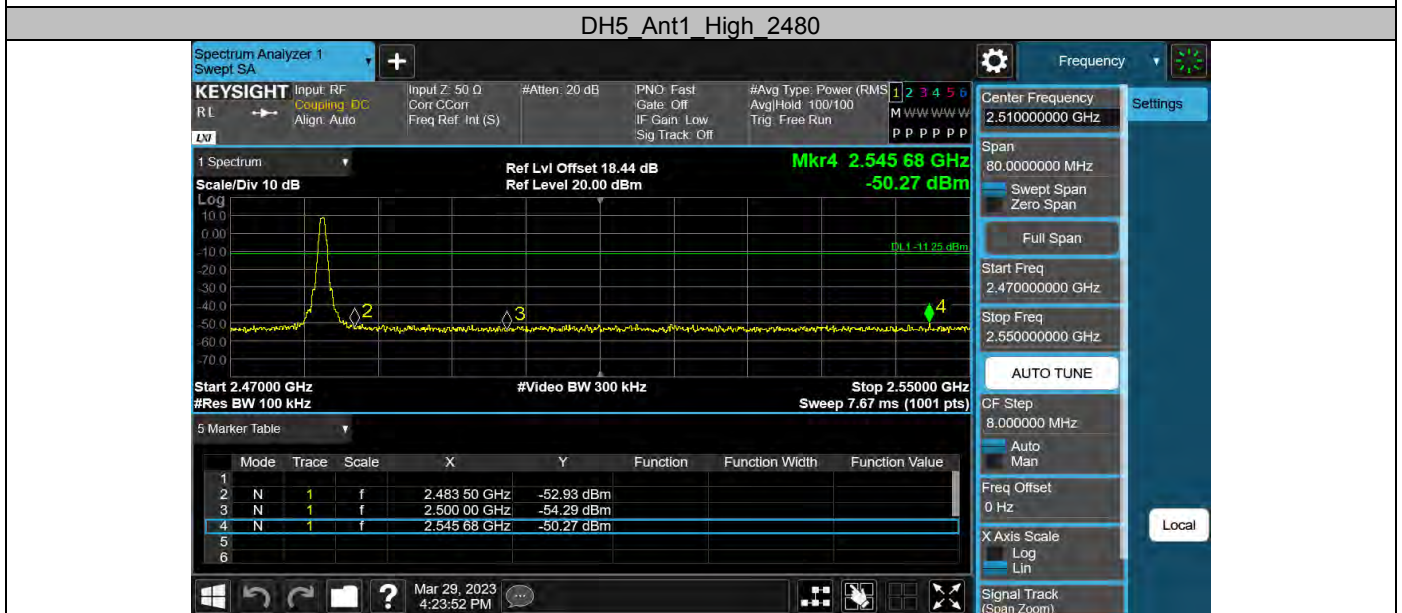 DH5_Ant1_High_2480
Spectrum Analyzer 1
Swept SA
+
Frequency
KEYSIGHT
RL
LXI
Input: RF
Coupling: DC
Align: Auto
Input Z: 50 Ω
Corr CCorr
Freq Ref: Int (S)
#Atten: 20 dB
PNO: Fast
Gate: Off
IF Gain: Low
Sig Track: Off
#Avg Type: Power (RMS
Avg|Hold: 100/100
Trig: Free Run
1 2 3 4 5 6
M W W W W W
P P P P P P
Center Frequency
2.510000000 GHz
Settings
1 Spectrum
Ref Lvl Offset 18.44 dB
Mkr4 2.545 68 GHz
Scale/Div 10 dB
Ref Level 20.00 dBm
-50.27 dBm
Span
80.0000000 MHz
Swept Span
Zero Span
Full Span
Log
10.0
0.00
-10.0
-20.0
-30.0
-40.0
-50.0
-60.0
-70.0
DL1 -11.25 dBm
2
3
4
Start Freq
2.470000000 GHz
Stop Freq
2.550000000 GHz
AUTO TUNE
Start 2.47000 GHz
#Video BW 300 kHz
Stop 2.55000 GHz
#Res BW 100 kHz
Sweep 7.67 ms (1001 pts)
CF Step
8.000000 MHz
Auto
Man
5 Marker Table
Mode Trace Scale X Y Function Function Width Function Value
1
2 N 1 f 2.483 50 GHz -52.93 dBm
3 N 1 f 2.500 00 GHz -54.29 dBm
4 N 1 f 2.545 68 GHz -50.27 dBm
5
6
Freq Offset
0 Hz
Local
X Axis Scale
Log
Lin
Signal Track
(Span Zoom)
?
Mar 29, 2023
4:23:52 PM